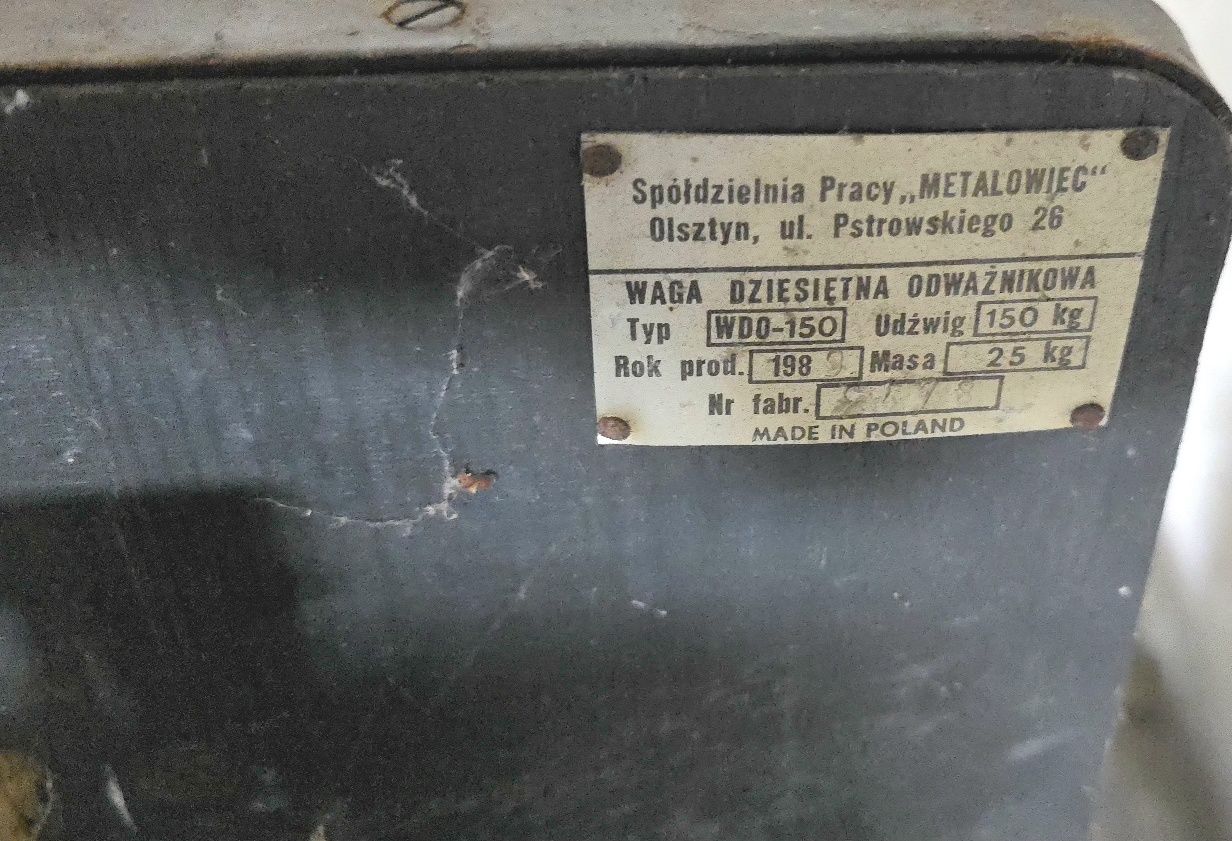 Spółdzielnia Pracy „METALOWIEC“
Olsztyn, ul. Pstrowskiego 26
WAGA DZIESIĘTNA ODWAŻNIKOWA
Typ WDO-150 Udźwig 150 kg
Rok prod. 1989 Masa 25 kg
Nr fabr.
MADE IN POLAND